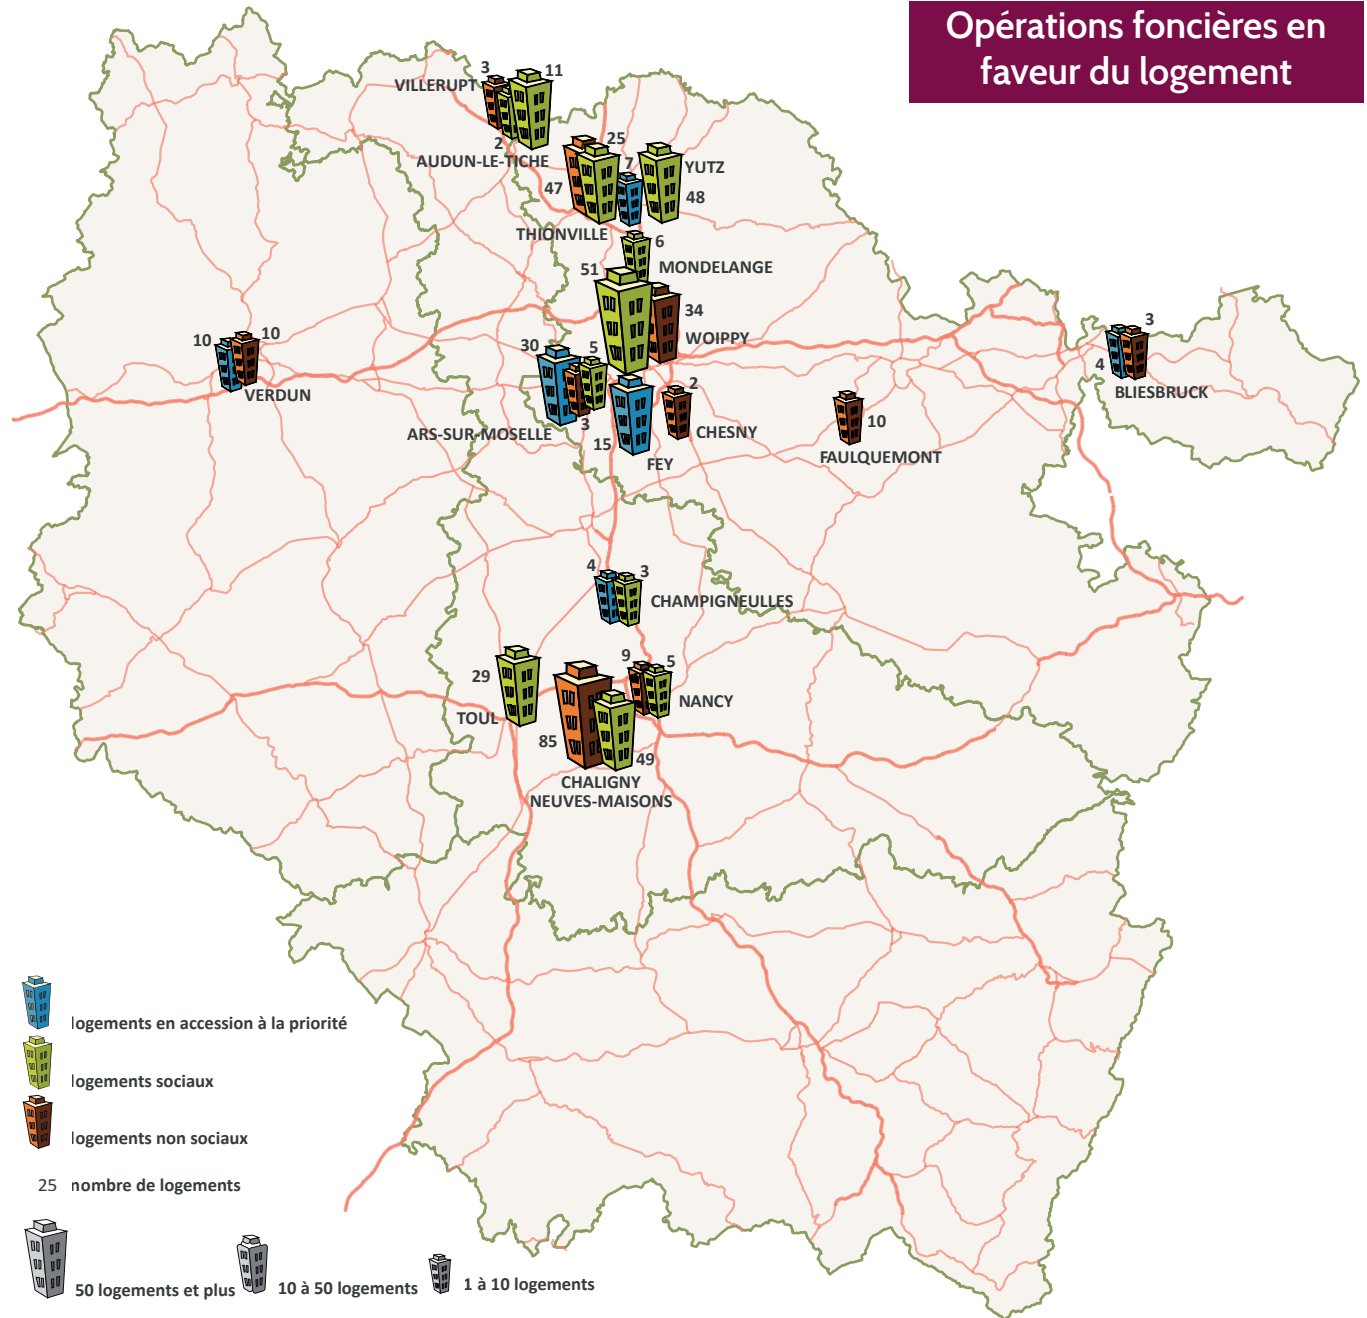 Opérations foncières en
faveur du logement
3
11
VILLERUPT
2
AUDUN-LE-TICHE
25
7
YUTZ
47
48
THIONVILLE
6
51
MONDELANGE
34
WOIPPY
10
10
VERDUN
30
5
3
ARS-SUR-MOSELLE
2
CHESNY
15
FEY
10
FAULQUEMONT
3
4
BLIESBRUCK
4
3
CHAMPIGNEULLES
29
TOUL
9
5
NANCY
85
49
CHALIGNY
NEUVES-MAISONS
logements en accession à la priorité
logements sociaux
logements non sociaux
25 nombre de logements
50 logements et plus
10 à 50 logements
1 à 10 logements